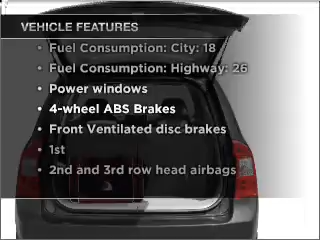 VEHICLE FEATURES
• Fuel Consumption: City: 18
• Fuel Consumption: Highway: 26
• Power windows
• 4-wheel ABS Brakes
• Front Ventilated disc brakes
• 1st
• 2nd and 3rd row head airbags